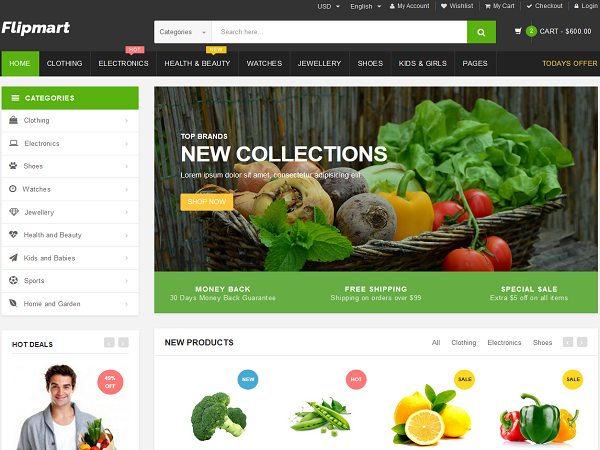 USD English My Account Wishlist My Cart Checkout Login
Flipmart
Categories Search here... 2 CART - $600.00
HOT NEW
HOME CLOTHING ELECTRONICS HEALTH & BEAUTY WATCHES JEWELLERY SHOES KIDS & GIRLS PAGES TODAYS OFFER
CATEGORIES
Clothing
Electronics
Shoes
Watches
Jewellery
Health and Beauty
Kids and Babies
Sports
Home and Garden
TOP BRANDS
NEW COLLECTIONS
Lorem ipsum dolor sit amet, consectetur adipisicing elit
SHOP NOW
MONEY BACK FREE SHIPPING SPECIAL SALE
30 Days Money Back Guarantee Shipping on orders over $99 Extra $5 off on all items
HOT DEALS
49%
OFF
NEW PRODUCTS All Clothing Electronics Shoes
NEW HOT SALE SALE